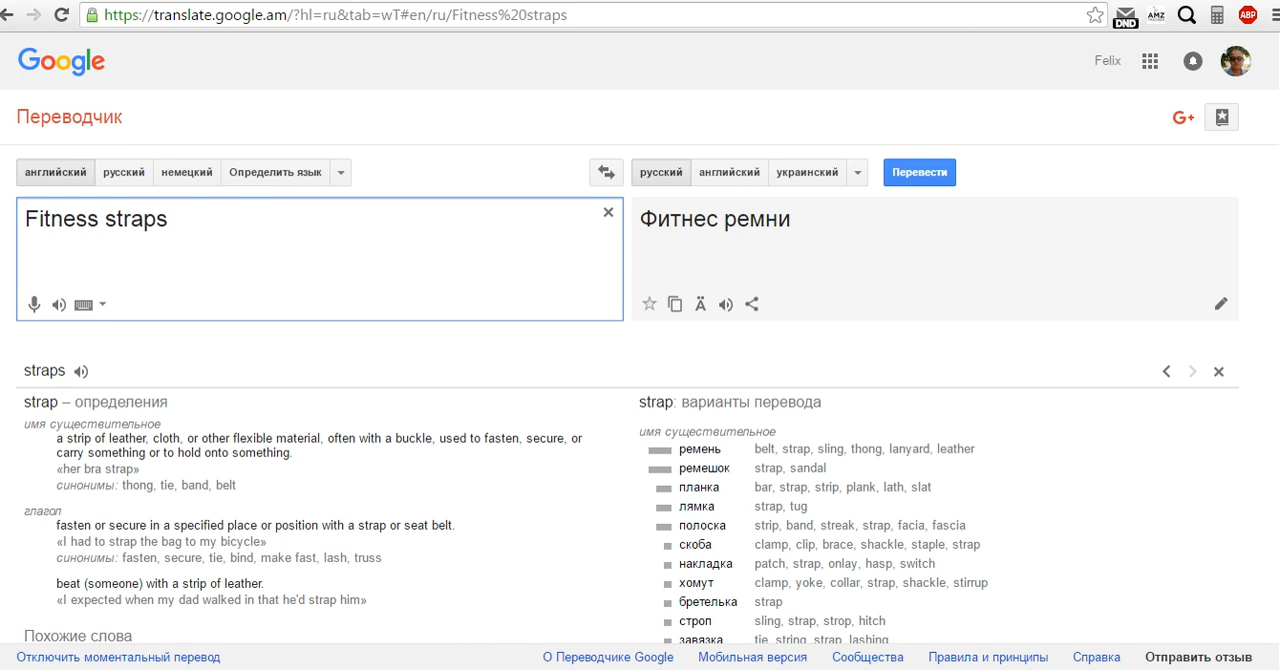 https://translate.google.am/?hl=ru&tab=wT#en/ru/Fitness%20straps
DND
AMZ
ABP
Google
Felix
Переводчик
G+
английский русский немецкий Определить язык
русский английский украинский Перевести
Fitness straps
Фитнес ремни
Ä
straps
strap – определения
имя существительное
a strip of leather, cloth, or other flexible material, often with a buckle, used to fasten, secure, or
carry something or to hold onto something.
«her bra strap»
синонимы: thong, tie, band, belt
глагол
fasten or secure in a specified place or position with a strap or seat belt.
«I had to strap the bag to my bicycle»
синонимы: fasten, secure, tie, bind, make fast, lash, truss
beat (someone) with a strip of leather.
«I expected when my dad walked in that he'd strap him»
Похожие слова
strap: варианты перевода
имя существительное
ремень belt, strap, sling, thong, lanyard, leather
ремешок strap, sandal
планка bar, strap, strip, plank, lath, slat
лямка strap, tug
полоска strip, band, streak, strap, facia, fascia
скоба clamp, clip, brace, shackle, staple, strap
накладка patch, strap, onlay, hasp, switch
хомут clamp, yoke, collar, strap, shackle, stirrup
бретелька strap
строп sling, strap, strop, hitch
завязка tie, string, strap, lashing
Отключить моментальный перевод О Переводчике Google Мобильная версия Сообщества Правила и принципы Справка Отправить отзыв